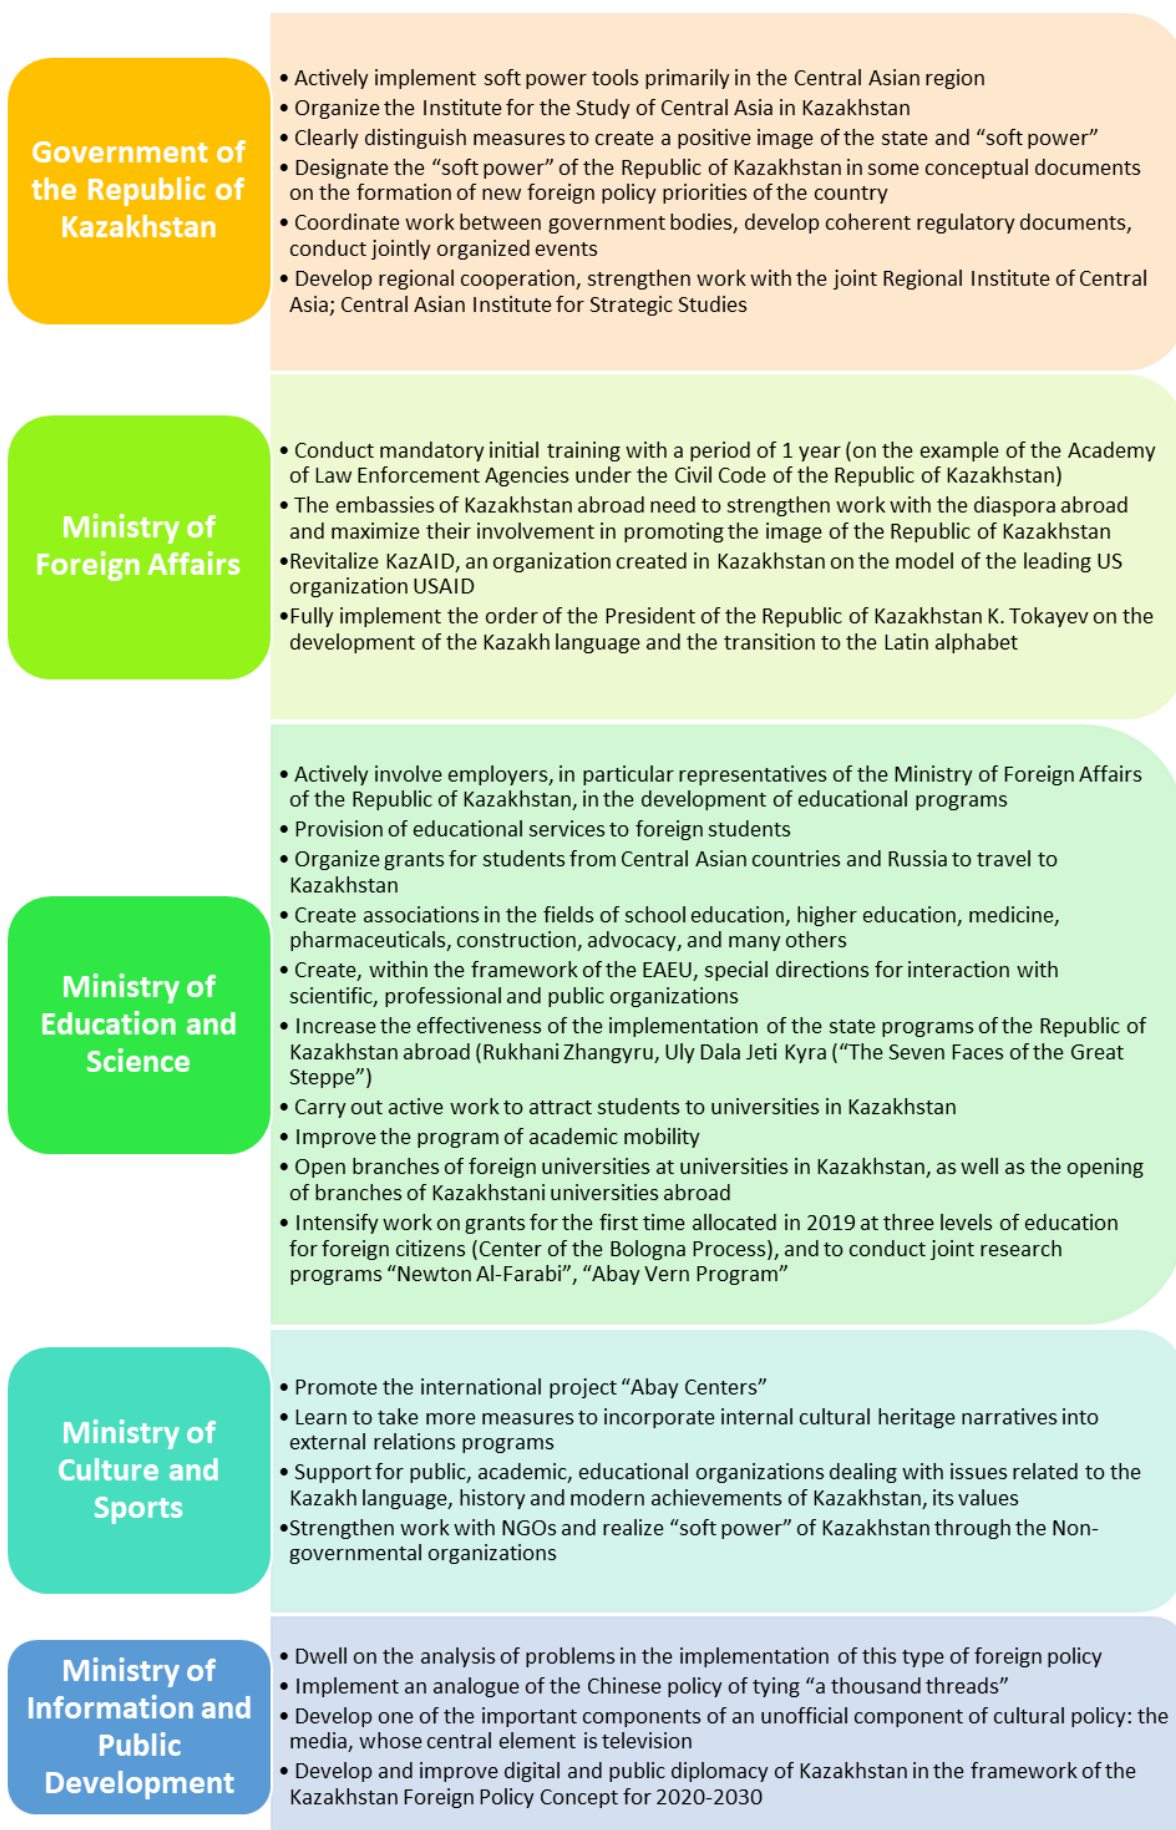 Government of
the Republic of
Kazakhstan
• Actively implement soft power tools primarily in the Central Asian region
• Organize the Institute for the Study of Central Asia in Kazakhstan
• Clearly distinguish measures to create a positive image of the state and “soft power”
• Designate the “soft power” of the Republic of Kazakhstan in some conceptual documents
on the formation of new foreign policy priorities of the country
• Coordinate work between government bodies, develop coherent regulatory documents,
conduct jointly organized events
• Develop regional cooperation, strengthen work with the joint Regional Institute of Central
Asia; Central Asian Institute for Strategic Studies
Ministry of
Foreign Affairs
• Conduct mandatory initial training with a period of 1 year (on the example of the Academy
of Law Enforcement Agencies under the Civil Code of the Republic of Kazakhstan)
• The embassies of Kazakhstan abroad need to strengthen work with the diaspora abroad
and maximize their involvement in promoting the image of the Republic of Kazakhstan
•Revitalize KazAID, an organization created in Kazakhstan on the model of the leading US
organization USAID
•Fully implement the order of the President of the Republic of Kazakhstan K. Tokayev on the
development of the Kazakh language and the transition to the Latin alphabet
Ministry of
Education and
Science
• Actively involve employers, in particular representatives of the Ministry of Foreign Affairs
of the Republic of Kazakhstan, in the development of educational programs
• Provision of educational services to foreign students
• Organize grants for students from Central Asian countries and Russia to travel to
Kazakhstan
• Create associations in the fields of school education, higher education, medicine,
pharmaceuticals, construction, advocacy, and many others
• Create, within the framework of the EAEU, special directions for interaction with
scientific, professional and public organizations
• Increase the effectiveness of the implementation of the state programs of the Republic of
Kazakhstan abroad (Rukhani Zhangyru, Uly Dala Jeti Kyra (“The Seven Faces of the Great
Steppe”)
• Carry out active work to attract students to universities in Kazakhstan
• Improve the program of academic mobility
• Open branches of foreign universities at universities in Kazakhstan, as well as the opening
of branches of Kazakhstani universities abroad
• Intensify work on grants for the first time allocated in 2019 at three levels of education
for foreign citizens (Center of the Bologna Process), and to conduct joint research
programs “Newton Al-Farabi”, “Abay Vern Program”
Ministry of
Culture and
Sports
• Promote the international project “Abay Centers”
• Learn to take more measures to incorporate internal cultural heritage narratives into
external relations programs
• Support for public, academic, educational organizations dealing with issues related to the
Kazakh language, history and modern achievements of Kazakhstan, its values
•Strengthen work with NGOs and realize “soft power” of Kazakhstan through the Non-
governmental organizations
Ministry of
Information and
Public
Development
• Dwell on the analysis of problems in the implementation of this type of foreign policy
• Implement an analogue of the Chinese policy of tying “a thousand threads”
• Develop one of the important components of an unofficial component of cultural policy: the
media, whose central element is television
• Develop and improve digital and public diplomacy of Kazakhstan in the framework of the
Kazakhstan Foreign Policy Concept for 2020-2030